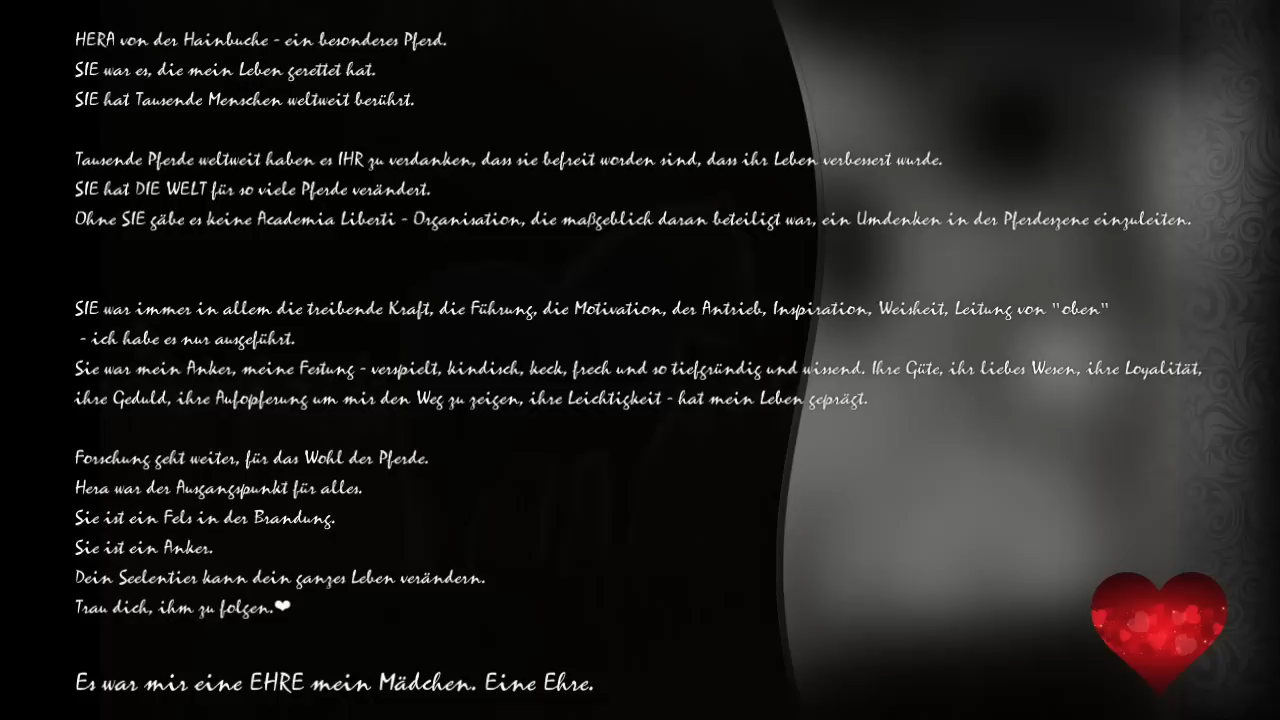 HERA von der Hainbuche - ein besonderes Pferd.
SIE war es, die mein Leben gerettet hat.
SIE hat Tausende Menschen weltweit berührt.
Tausende Pferde weltweit haben es IHR zu verdanken, dass sie befreit worden sind, dass ihr Leben verbessert wurde.
SIE hat DIE WELT für so viele Pferde verändert.
Ohne SIE gäbe es keine Academia Liberti - Organisation, die maßgeblich daran beteiligt war, ein Umdenken in der Pferdeszene einzuleiten.
SIE war immer in allem die treibende Kraft, die Führung, die Motivation, der Antrieb, Inspiration, Weisheit, Leitung von "oben"
- ich habe es nur ausgeführt.
Sie war mein Anker, meine Festung - verspielt, kindisch, keck, frech und so tiefgründig und wissend. Ihre Güte, ihr liebes Wesen, ihre Loyalität,
ihre Geduld, ihre Aufopferung um mir den Weg zu zeigen, ihre Leichtigkeit - hat mein Leben geprägt.
Forschung geht weiter, für das Wohl der Pferde.
Hera war der Ausgangspunkt für alles.
Sie ist ein Fels in der Brandung.
Sie ist ein Anker.
Dein Seelentier kann dein ganzes Leben verändern.
Trau dich, ihm zu folgen.❤
Es war mir eine EHRE mein Mädchen. Eine Ehre.